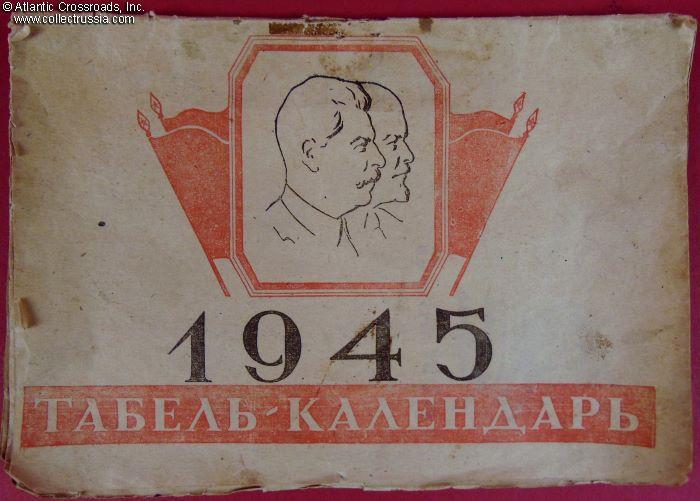 © Atlantic Crossroads, Inc.
www.collectrussia.com
1945
ТАБЕЛЬ-КАЛЕНДАРЬ